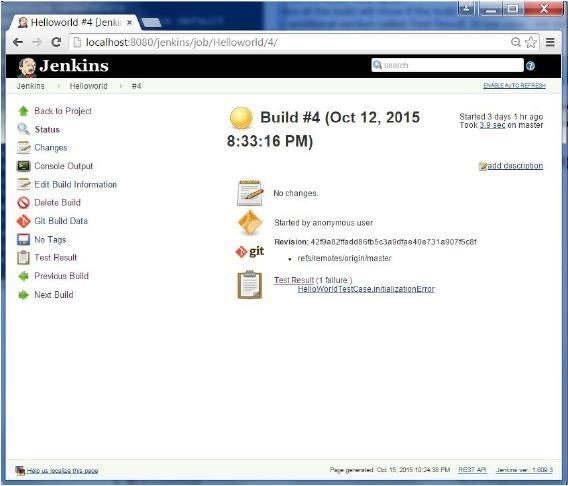 Helloworld #4 [Jenkin
localhost:8080/jenkins/job/Helloworld/4/
Jenkins
search
Jenkins Helloworld #4
ENABLE AUTO REFRESH
Back to Project
Status
Changes
Console Output
Edit Build Information
Delete Build
Git Build Data
No Tags
Test Result
Previous Build
Next Build
Build #4 (Oct 12, 2015
8:33:16 PM)
Started 3 days 1 hr ago
Took 3.9 sec on master
add description
No changes.
Started by anonymous user
git
Revision: 42f9a82ffadd86fb5c3a9dfae40e731a907f5c8f
refs/remotes/origin/master
Test Result (1 failure )
HelloWorldTestCase.initializationError
Help us localize this page
Page generated: Oct 15, 2015 10:24:38 PM REST API Jenkins ver. 1.609.3